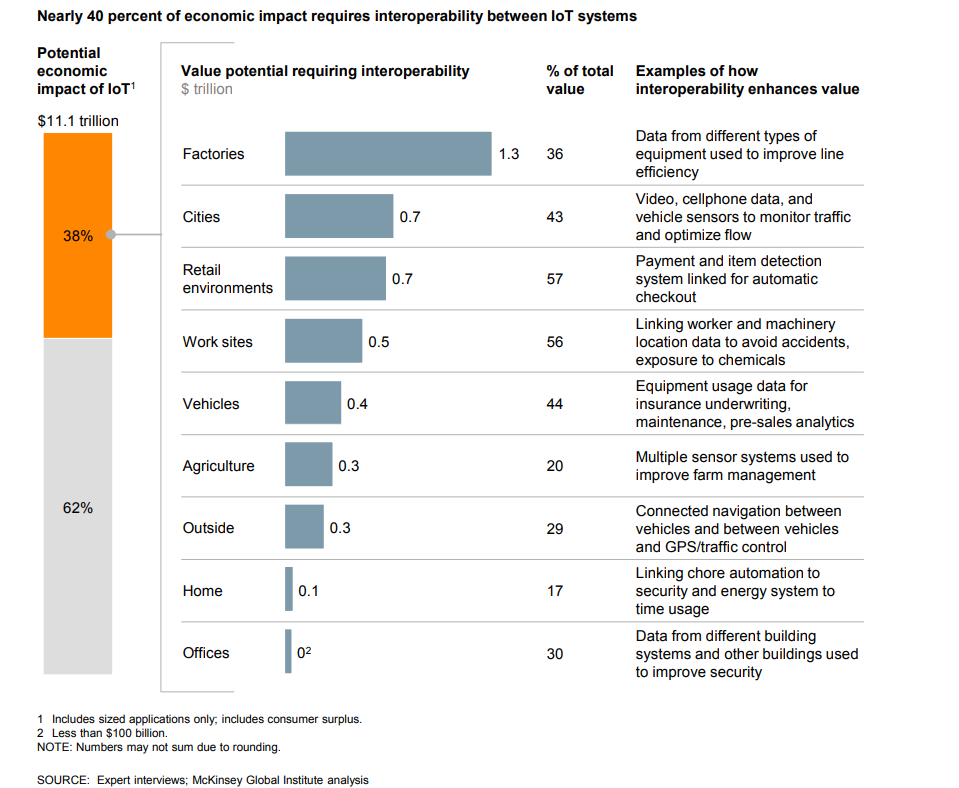 Nearly 40 percent of economic impact requires interoperability between IoT systems
Potential
economic
impact of IoT1
$11.1 trillion
38%
62%
Value potential requiring interoperability
$ trillion
% of total
value
Examples of how
interoperability enhances value
Factories
1.3
36
Data from different types of
equipment used to improve line
efficiency
Cities
0.7
43
Video, cellphone data, and
vehicle sensors to monitor traffic
and optimize flow
Retail
environments
0.7
57
Payment and item detection
system linked for automatic
checkout
Work sites
0.5
56
Linking worker and machinery
location data to avoid accidents,
exposure to chemicals
Vehicles
0.4
44
Equipment usage data for
insurance underwriting,
maintenance, pre-sales analytics
Agriculture
0.3
20
Multiple sensor systems used to
improve farm management
Outside
0.3
29
Connected navigation between
vehicles and between vehicles
and GPS/traffic control
Home
0.1
17
Linking chore automation to
security and energy system to
time usage
Offices
02
30
Data from different building
systems and other buildings used
to improve security
1 Includes sized applications only; includes consumer surplus.
2 Less than $100 billion.
NOTE: Numbers may not sum due to rounding.
SOURCE: Expert interviews; McKinsey Global Institute analysis